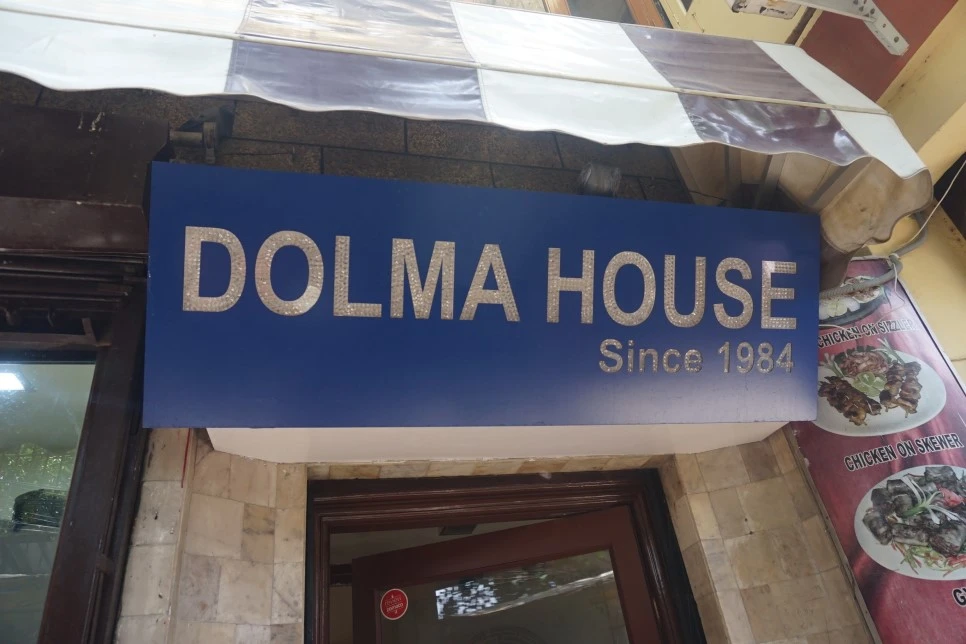 DOLMA HOUSE
Since 1984
CHICKEN ON SIZZLER
CHICKEN ON SKEWER